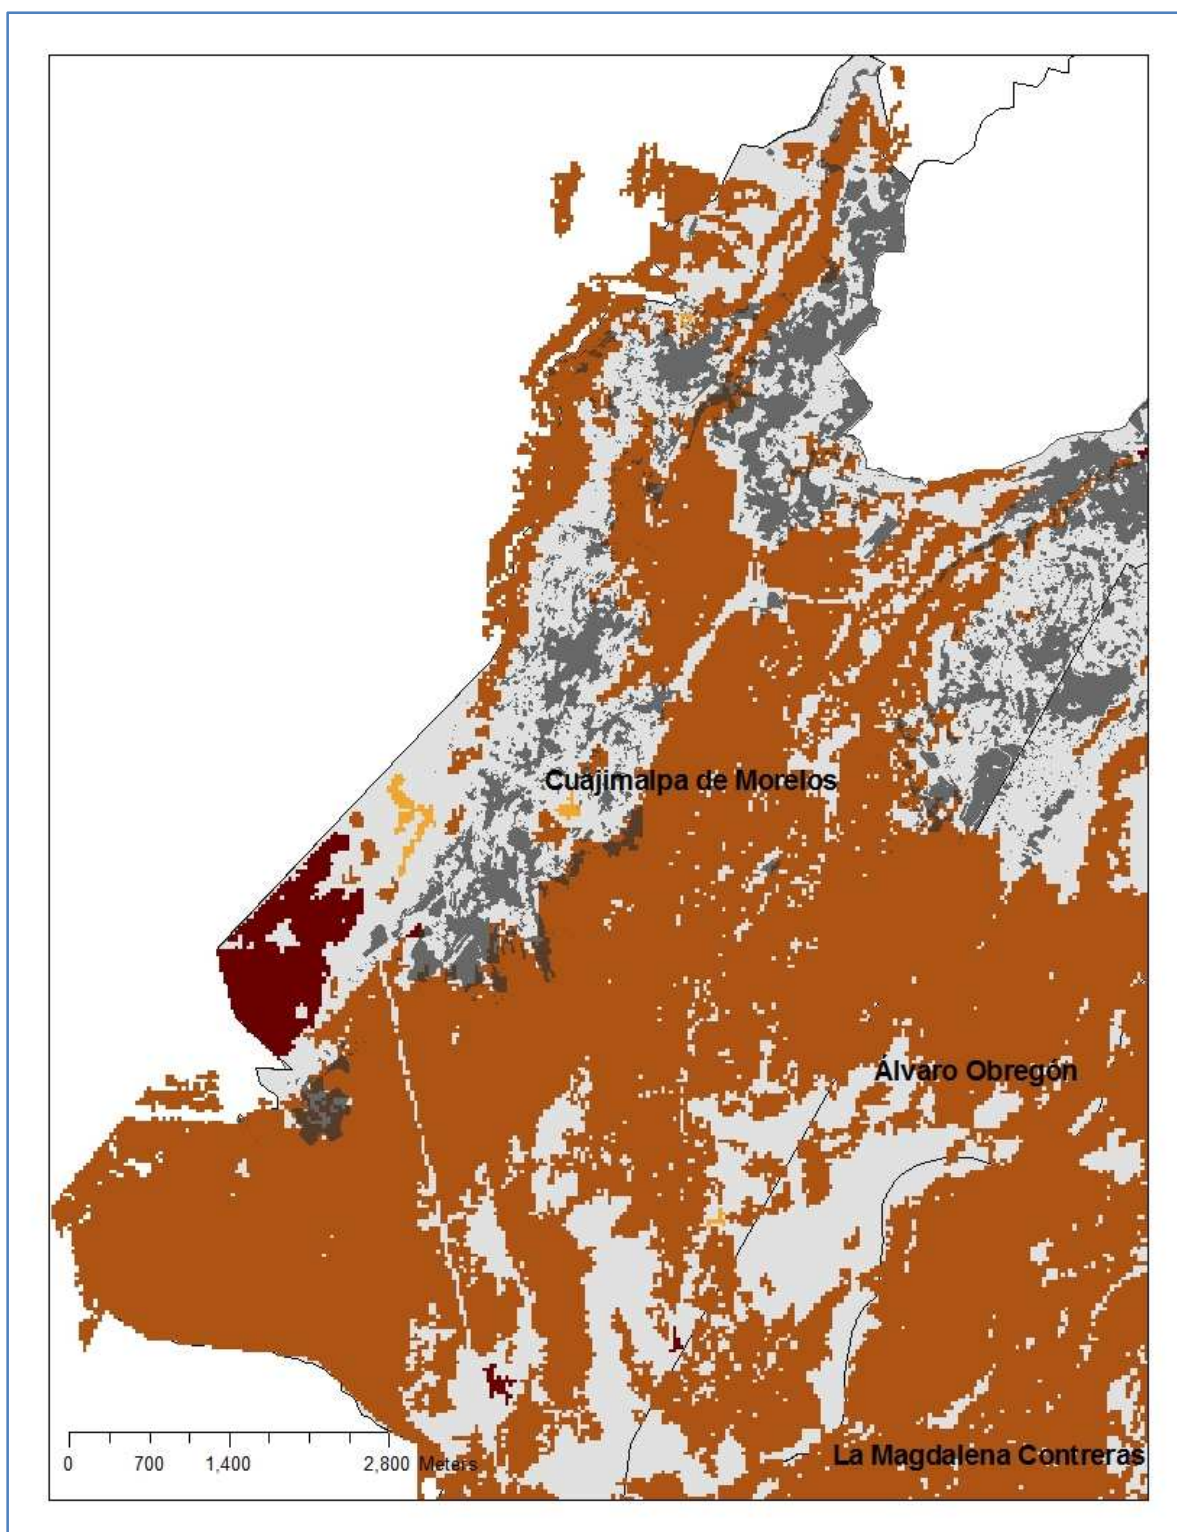 Cuajimalpa de Morelos
Álvaro Obregón
La Magdalena Contreras
0 700 1,400 2,800 Meters